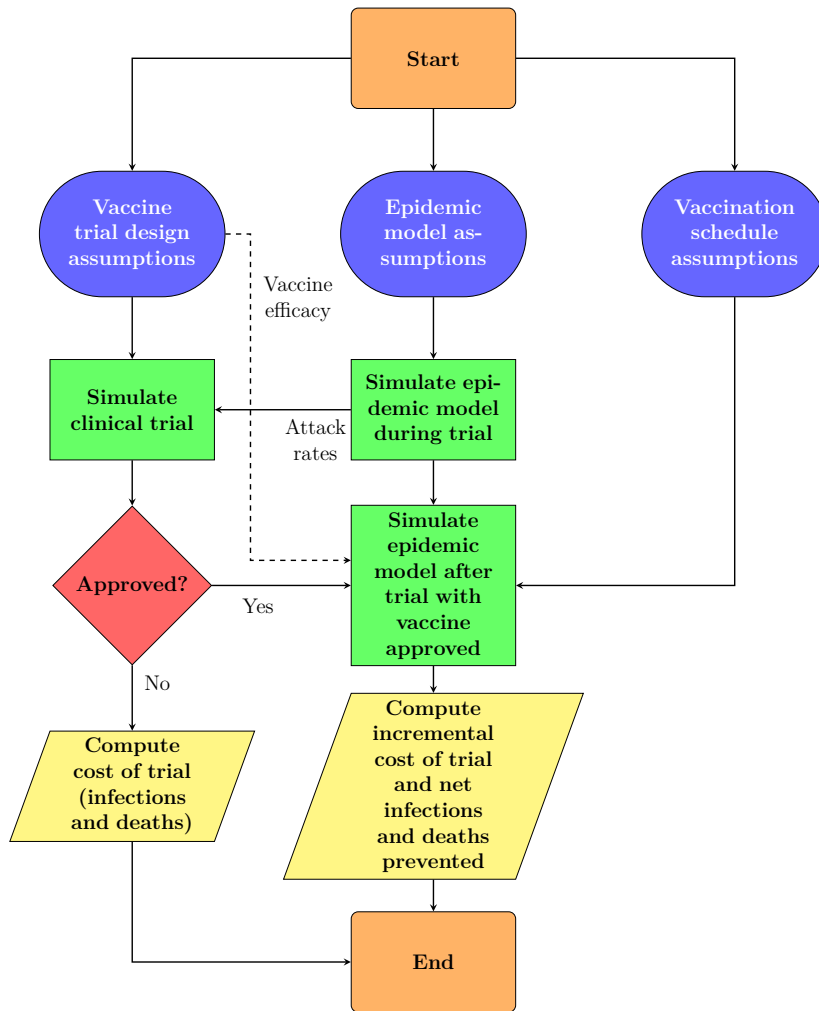 Start
Vaccine
trial design
assumptions
Epidemic
model as-
sumptions
Vaccination
schedule
assumptions
Vaccine
efficacy
Simulate
clinical trial
Attack
rates
Simulate epi-
demic model
during trial
Approved?
Yes
No
Simulate
epidemic
model after
trial with
vaccine
approved
Compute
cost of trial
(infections
and deaths)
Compute
incremental
cost of trial
and net
infections
and deaths
prevented
End